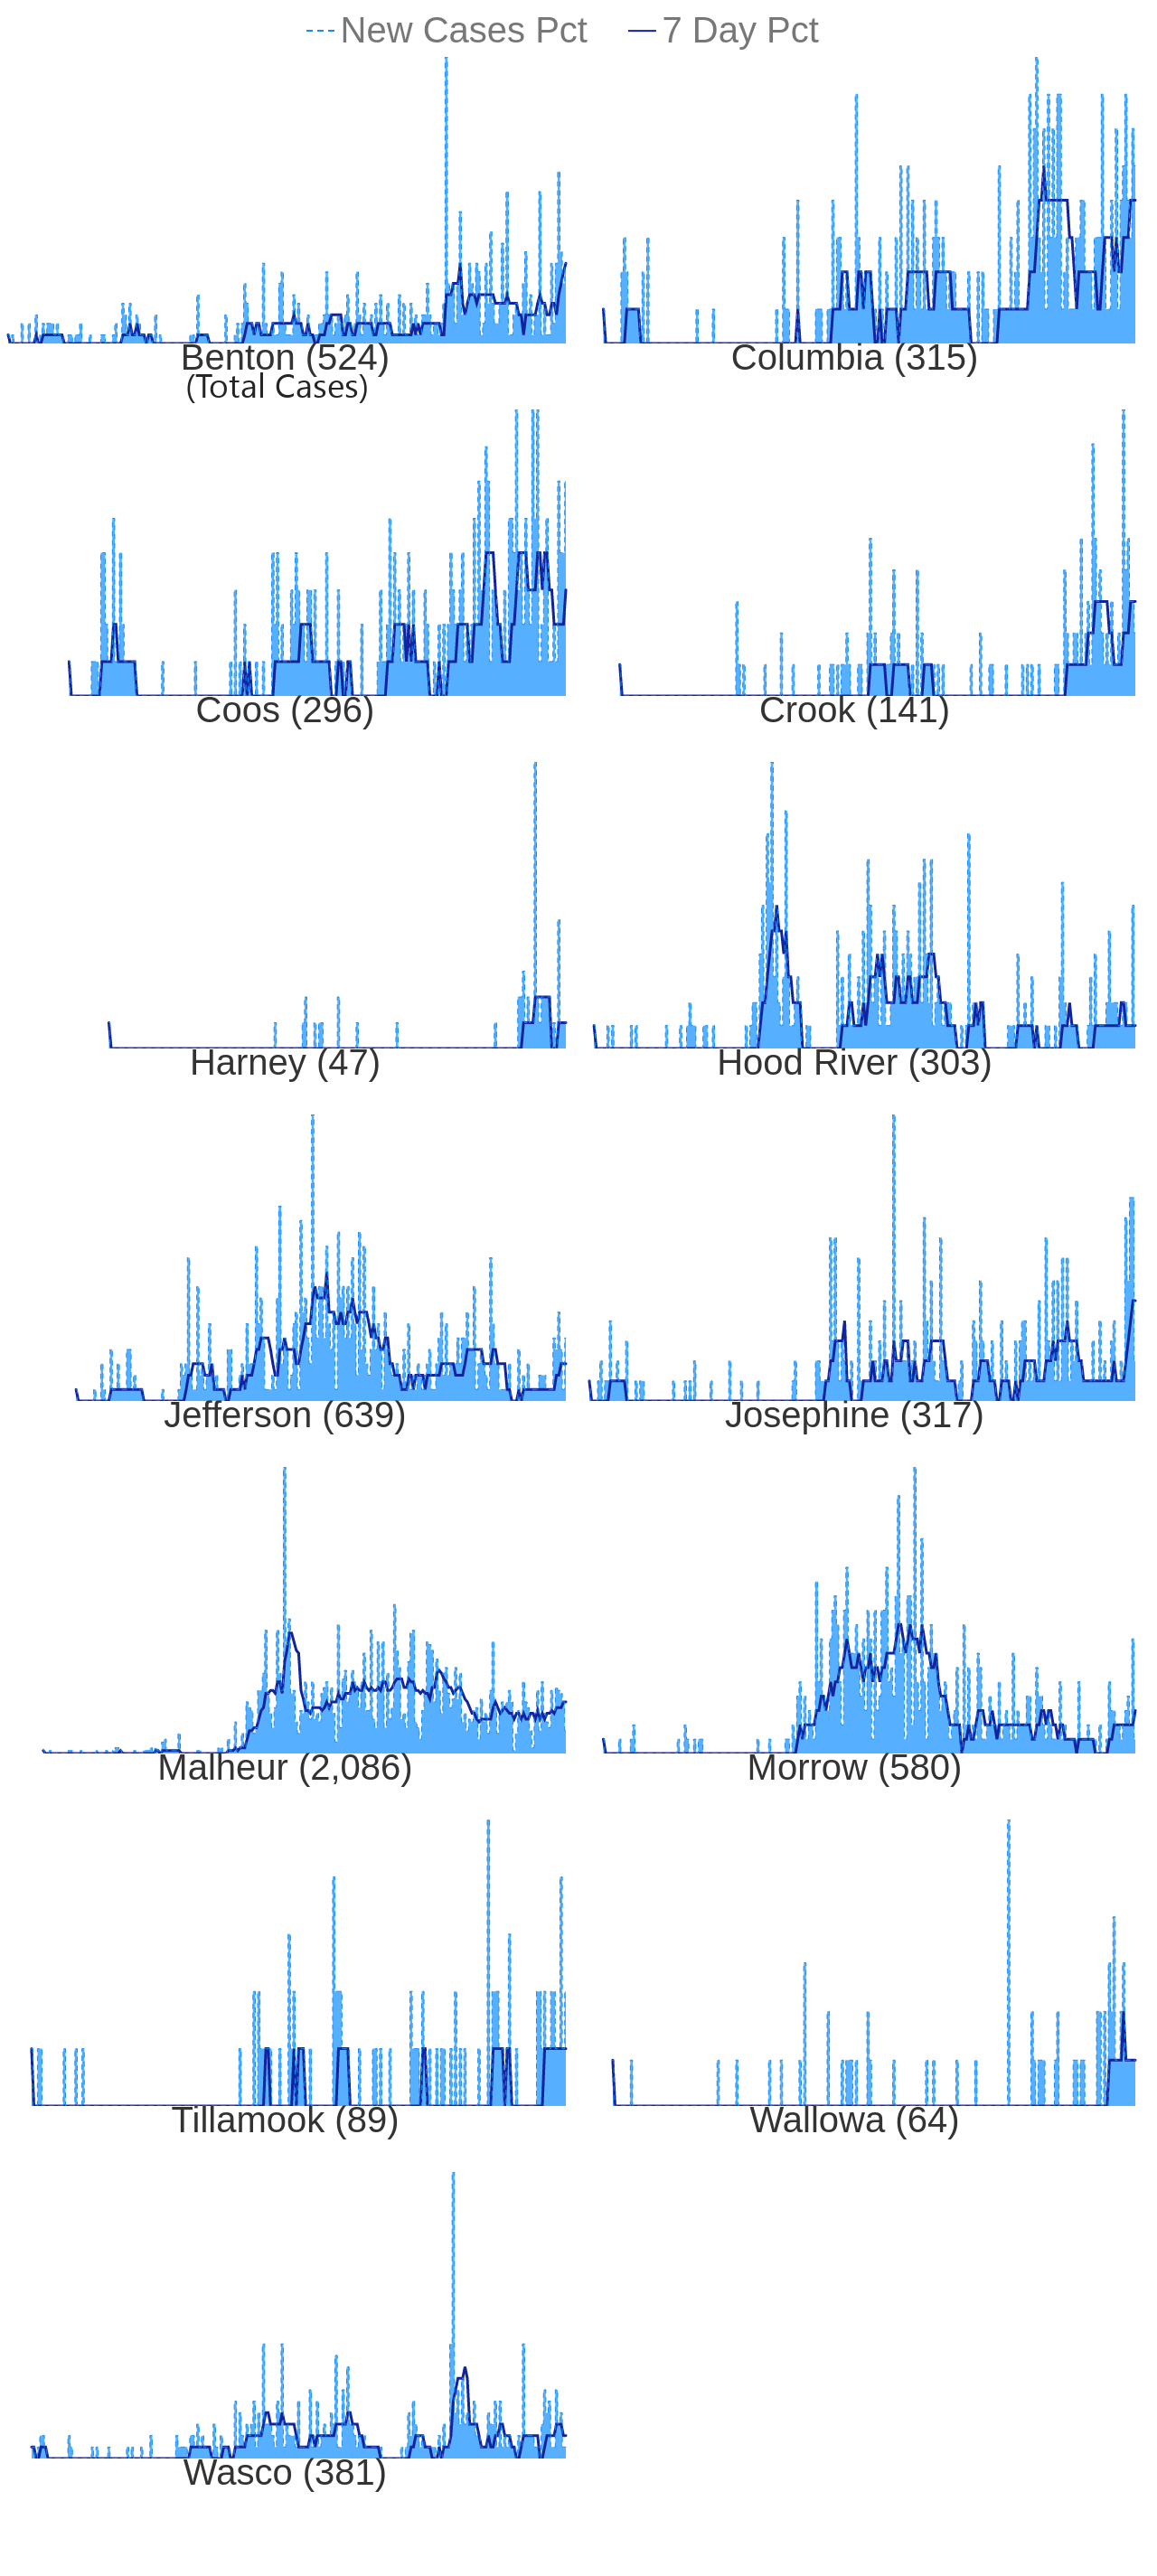 New Cases Pct 7 Day Pct
Benton (524) Columbia (315)
(Total Cases)
Coos (296) Crook (141)
Harney (47) Hood River (303)
Jefferson (639) Josephine (317)
Malheur (2,086) Morrow (580)
Tillamook (89) Wallowa (64)
Wasco (381)